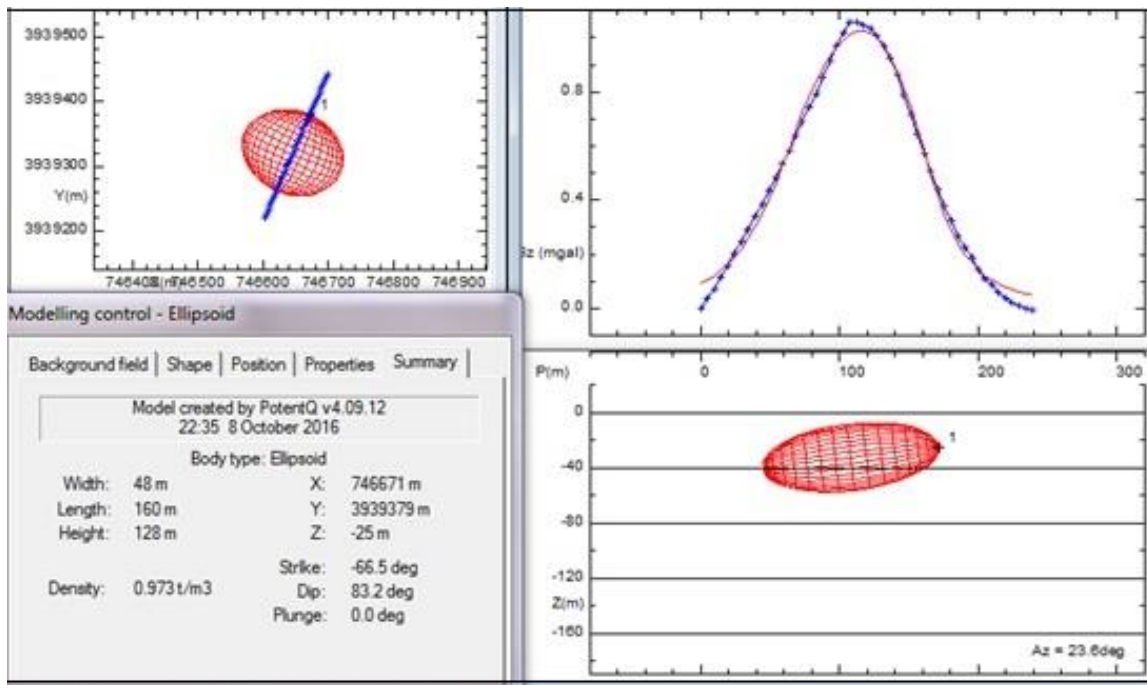 3939500
3939400
1
3939300
Y(m)
3939200
746500 746600 746700 746800 746900
0.8
0.4
Gz (mgal)
0.0
Modelling control - Ellipsoid
Background field | Shape | Position | Properties | Summary
Model created by PotentQ v4.09.12
22:35 8 October 2016
Body type: Ellipsoid
Width: 48 m X: 746671 m
Length: 160 m Y: 3939379 m
Height: 128 m Z: -25 m
Strike: -66.5 deg
Density: 0.973 t/m3 Dip: 83.2 deg
Plunge: 0.0 deg
P(m) 0 100 200 300
0
1
-40
-80
-120
Z(m)
-160
Az = 23.6deg